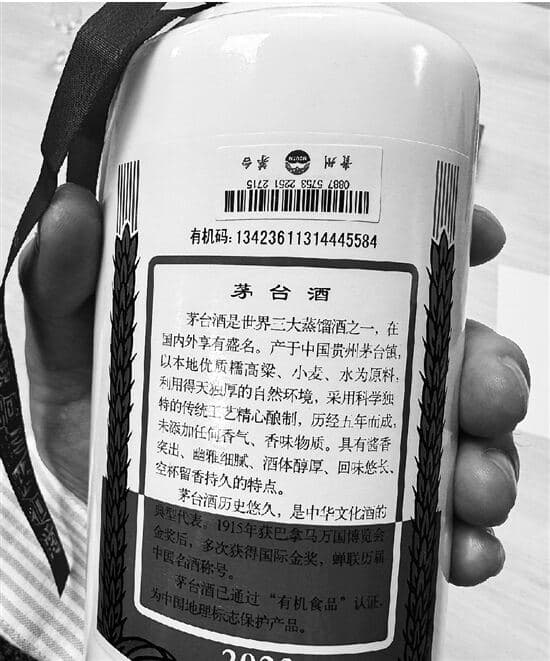 贵州 茅台
MOUTAI
0887 5753 2251 2715
有机码:13423611314445584
茅台酒
茅台酒是世界三大蒸馏酒之一，在
国内外享有盛名。产于中国贵州茅台镇，
以本地优质糯高粱、小麦、水为原料，
利用得天独厚的自然环境，采用科学独
特的传统工艺精心酿制，历经五年而成，
未添加任何香气、香味物质。具有酱香
突出、幽雅细腻、酒体醇厚、回味悠长、
空杯留香持久的特点。
茅台酒历史悠久，是中华文化酒的
典型代表。1915年获巴拿马万国博览会
金奖后，多次获得国际金奖，蝉联历届
中国名酒称号。
茅台酒已通过“有机食品”认证，
为中国地理标志保护产品。